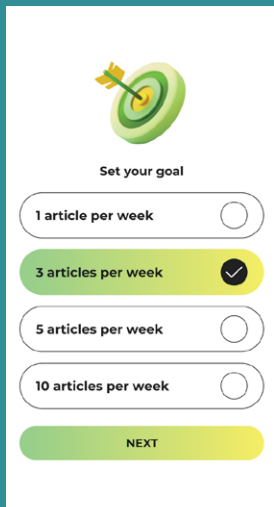 Set your goal
1 article per week
3 articles per week
5 articles per week
10 articles per week
NEXT